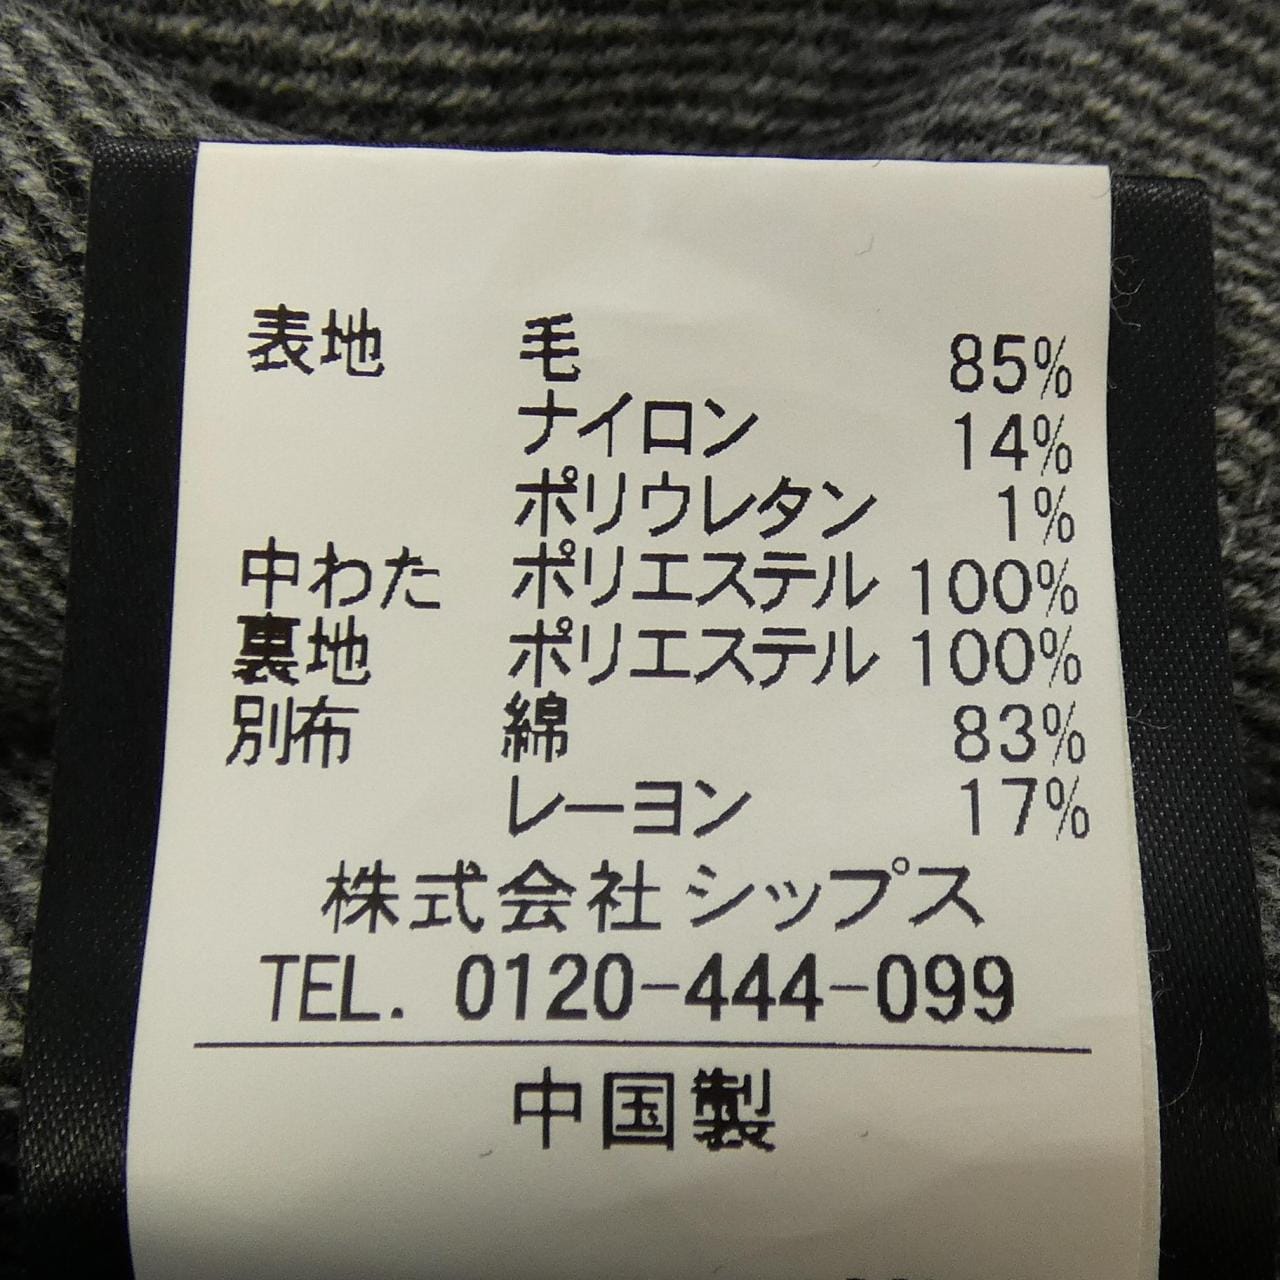 表地 毛 85%
ナイロン 14%
ポリウレタン 1%
中わた ポリエステル 100%
裏地 ポリエステル 100%
別布 綿 83%
レーヨン 17%
株式会社 シップス
TEL. 0120-444-099
中国製